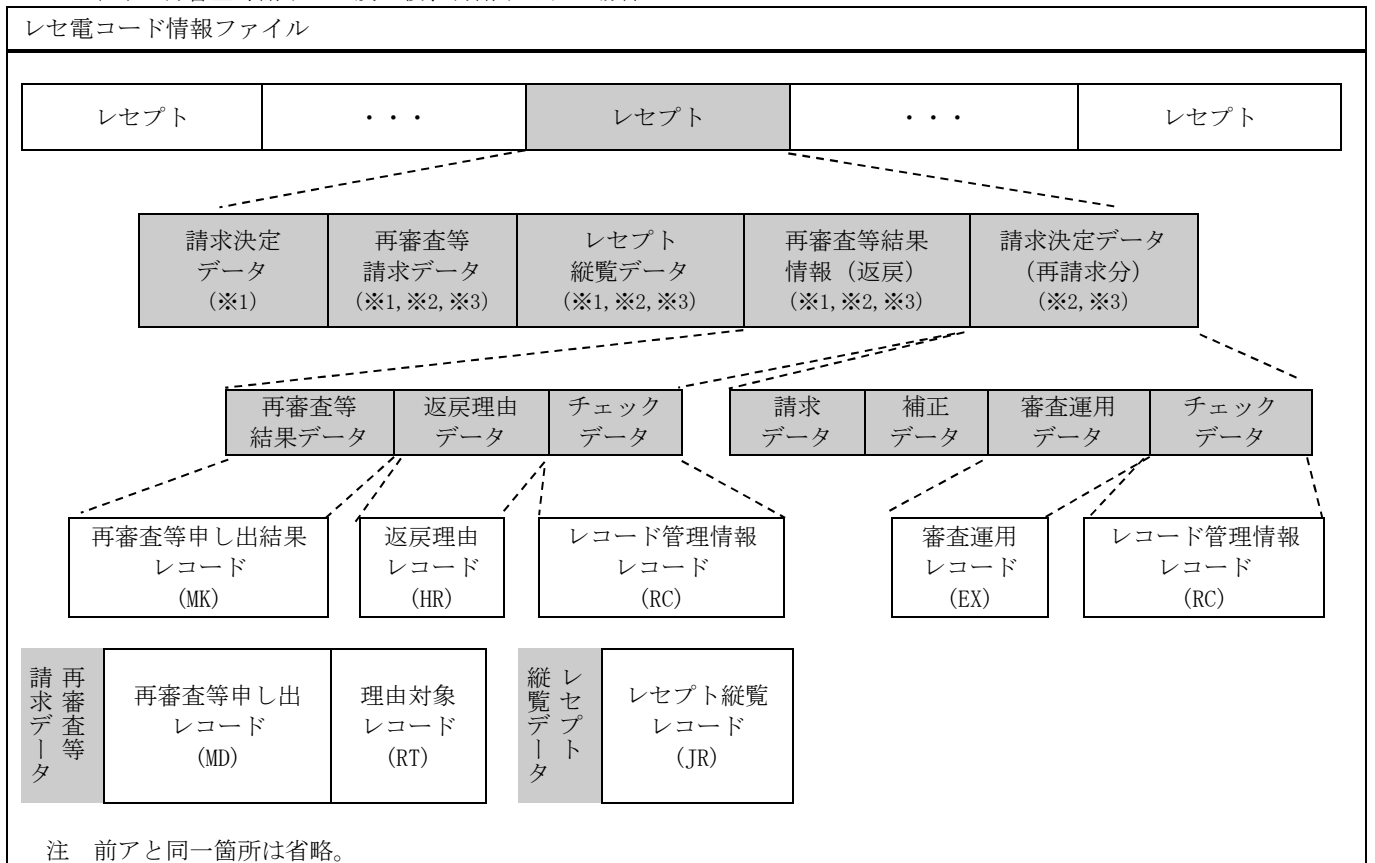 レセ電コード情報ファイル
レセプト
・・・
レセプト
・・・
レセプト
請求決定
データ
(※1)
再審査等
請求データ
(※1,※2,※3)
レセプト
縦覧データ
(※1,※2,※3)
再審査等結果
情報（返戻）
(※1,※2,※3)
請求決定データ
(再請求分)
(※2,※3)
再審査等
結果データ
返戻理由
データ
チェック
データ
請求
データ
補正
データ
審査運用
データ
チェック
データ
再審査等申し出結果
レコード
(MK)
返戻理由
レコード
(HR)
レコード管理情報
レコード
(RC)
審査運用
レコード
(EX)
レコード管理情報
レコード
(RC)
再審査等
請求データ
再審査等申し出
レコード
(MD)
理由対象
レコード
(RT)
レセプト
縦覧データ
レセプト縦覧
レコード
(JR)
注　前アと同一箇所は省略。